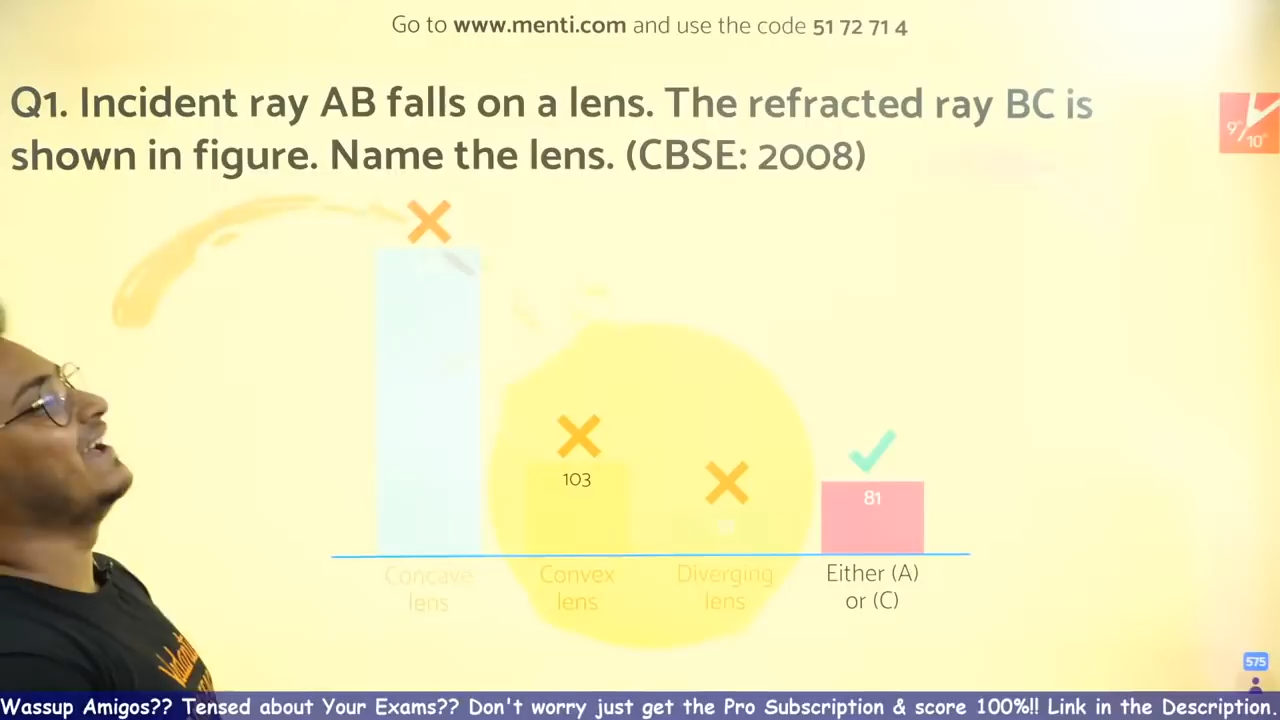 Go to www.menti.com and use the code 51 72 71 4
Q1. Incident ray AB falls on a lens. The refracted ray BC is
shown in figure. Name the lens. (CBSE: 2008)
9th/10th
103
81
Concave
lens
Convex
lens
Diverging
lens
Either (A)
or (C)
575
Wassup Amigos?? Tensed about Your Exams?? Don't worry just get the Pro Subscription & score 100%!! Link in the Description.